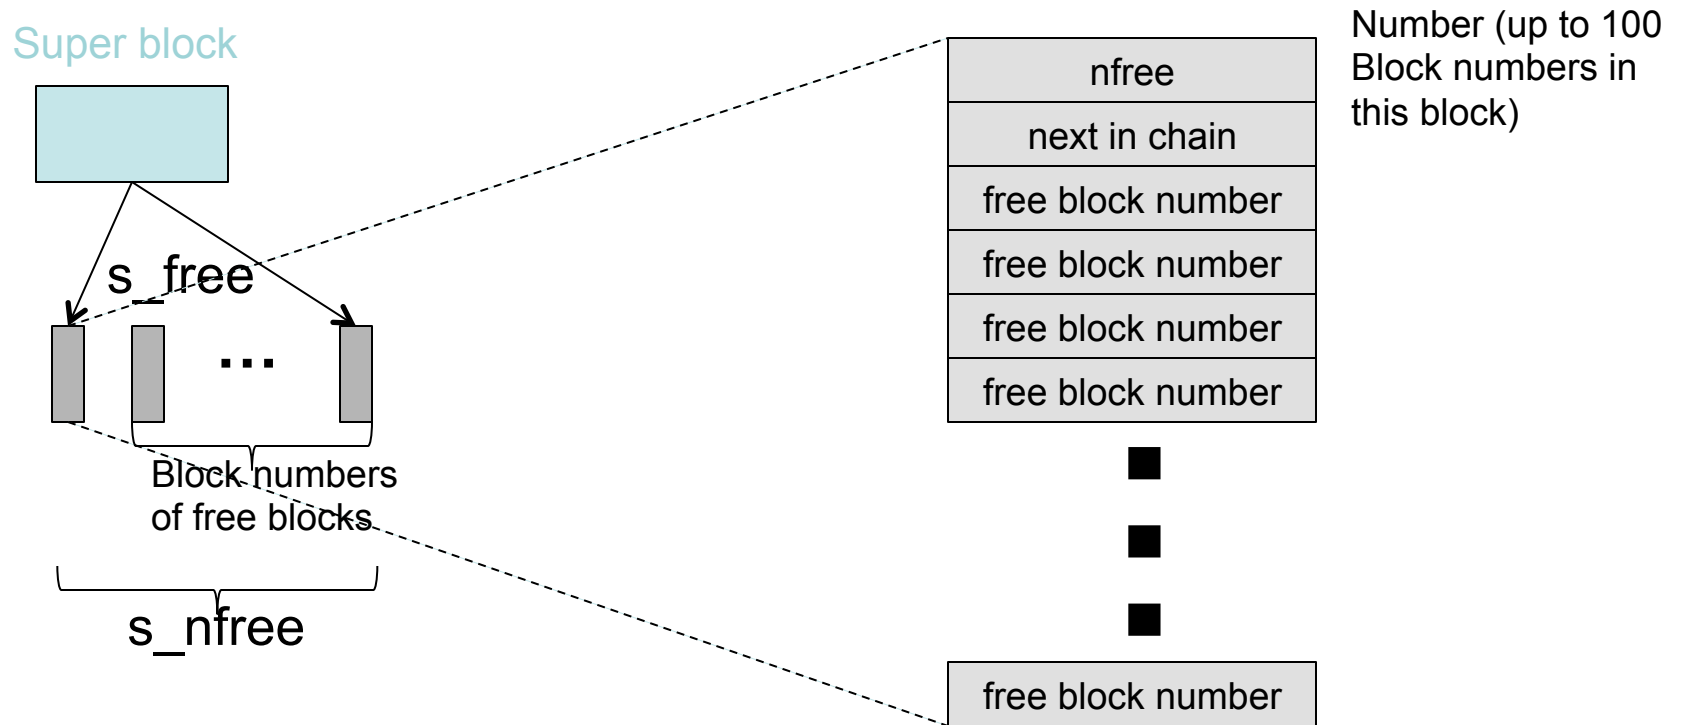 Super block
s_free
...
Block numbers
of free blocks
s_nfree
nfree
next in chain
free block number
free block number
free block number
free block number
free block number
Number (up to 100
Block numbers in
this block)